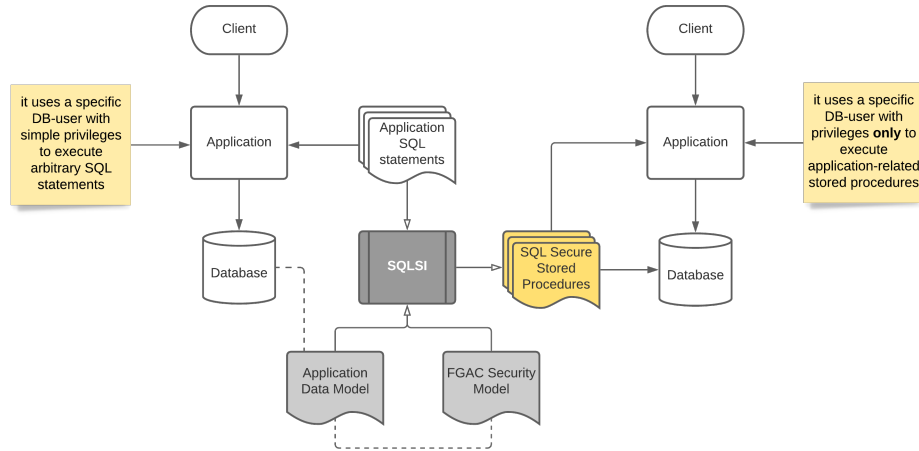 Client
Client
it uses a specific
DB-user with
simple privileges
to execute
arbitrary SQL
statements
Application
Application
SQL
statements
Application
it uses a specific
DB-user with
privileges only to
execute
application-related
stored procedures
Database
SQLSI
SQL Secure
Stored
Procedures
Database
Application
Data Model
FGAC Security
Model